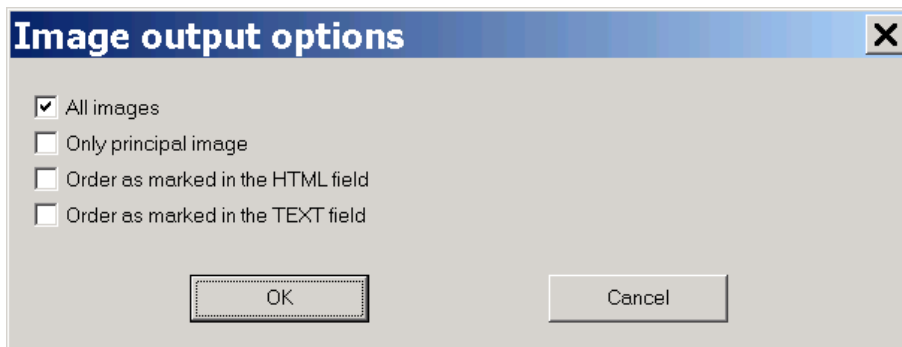 Image output options
All images
Only principal image
Order as marked in the HTML field
Order as marked in the TEXT field
OK
Cancel